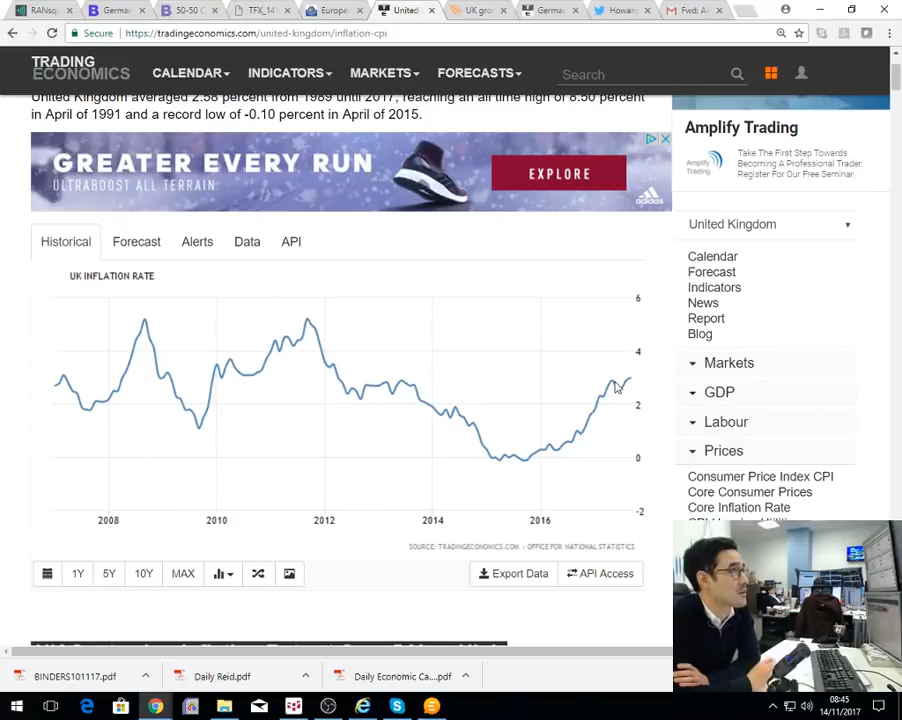 RANsq
German
50-50 C
TFX_14
Europe
United
UK gro
Germa
Howar
Fwd: A
Secure
https://tradingeconomics.com/united-kingdom/inflation-cpi
TRADING
ECONOMICS
CALENDAR
INDICATORS
MARKETS
FORECASTS
Search
United Kingdom averaged 2.58 percent from 1989 until 2017, reaching an all time high of 8.50 percent
in April of 1991 and a record low of -0.10 percent in April of 2015.
GREATER EVERY RUN
ULTRABOOST ALL TERRAIN
EXPLORE
adidas
Amplify Trading
Amplify
TRADING
Take The First Step Towards
Becoming A Professional Trader.
Register For Our Free Seminar.
United Kingdom
Calendar
Forecast
Indicators
News
Report
Blog
Markets
GDP
Labour
Prices
Consumer Price Index CPI
Core Consumer Prices
Core Inflation Rate
Historical
Forecast
Alerts
Data
API
UK INFLATION RATE
6
4
2
0
-2
2008
2010
2012
2014
2016
SOURCE: TRADINGECONOMICS.COM | OFFICE FOR NATIONAL STATISTICS
1Y
5Y
10Y
MAX
Export Data
API Access
BINDERS101117.pdf
Daily Reid.pdf
Daily Economic Ca....pdf
08:45
14/11/2017